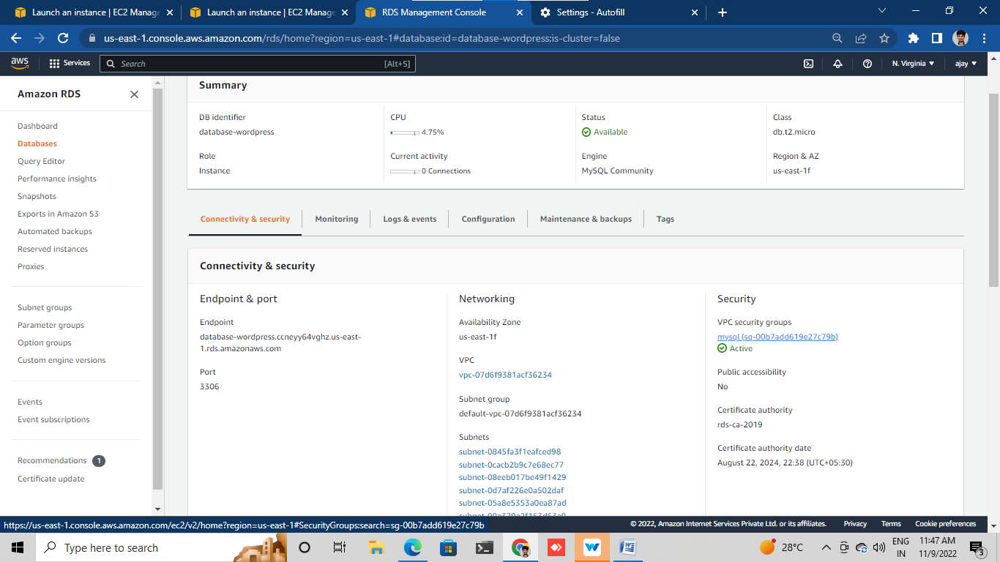 Launch an instance | EC2 Manage
Launch an instance | EC2 Manage
RDS Management Console
Settings - Autofill
us-east-1.console.aws.amazon.com/rds/home?region=us-east-1#database:id=database-wordpress;is-cluster=false
aws
Services
Search
[Alt+S]
N. Virginia
ajay
Amazon RDS
Dashboard
Databases
Query Editor
Performance insights
Snapshots
Exports in Amazon S3
Automated backups
Reserved instances
Proxies
Subnet groups
Parameter groups
Option groups
Custom engine versions
Events
Event subscriptions
Recommendations 1
Certificate update
Summary
DB identifier
database-wordpress
CPU
4.75%
Status
Available
Class
db.t2.micro
Role
Instance
Current activity
0 Connections
Engine
MySQL Community
Region & AZ
us-east-1f
Connectivity & security
Monitoring
Logs & events
Configuration
Maintenance & backups
Tags
Connectivity & security
Endpoint & port
Endpoint
database-wordpress.ccneyy64vghz.us-east-
1.rds.amazonaws.com
Port
3306
Networking
Availability Zone
us-east-1f
VPC
vpc-07d6f9381acf36234
Subnet group
default-vpc-07d6f9381acf36234
Subnets
subnet-0845fa3f1eafced98
subnet-0cacb2b9c7e68ec77
subnet-08eeb017be49f1429
subnet-0d7af226e0a502daf
subnet-05a8e5353a0ea87ad
Security
VPC security groups
mysql (sg-00b7add619e27c79b)
Active
Public accessibility
No
Certificate authority
rds-ca-2019
Certificate authority date
August 22, 2024, 22:38 (UTC+05:30)
https://us-east-1.console.aws.amazon.com/ec2/v2/home?region=us-east-1#SecurityGroups:search=sg-00b7add619e27c79b
© 2022, Amazon Internet Services Private Ltd. or its affiliates.
Privacy
Terms
Cookie preferences
Type here to search
28°C
ENG
IN
11:47 AM
11/9/2022
3